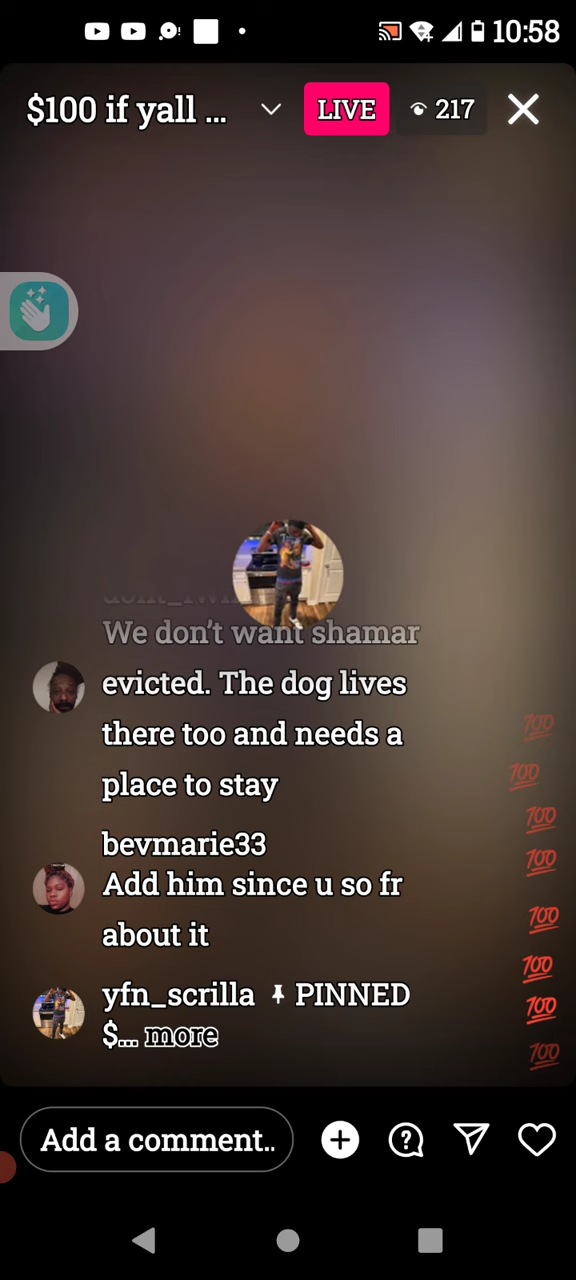 10:58
$100 if yall ...
LIVE
217
We don't want shamar
evicted. The dog lives
there too and needs a
place to stay
bevmarie33
Add him since u so fr
about it
yfn_scrilla PINNED
$... more
100
100
100
100
100
100
100
100
Add a comment..